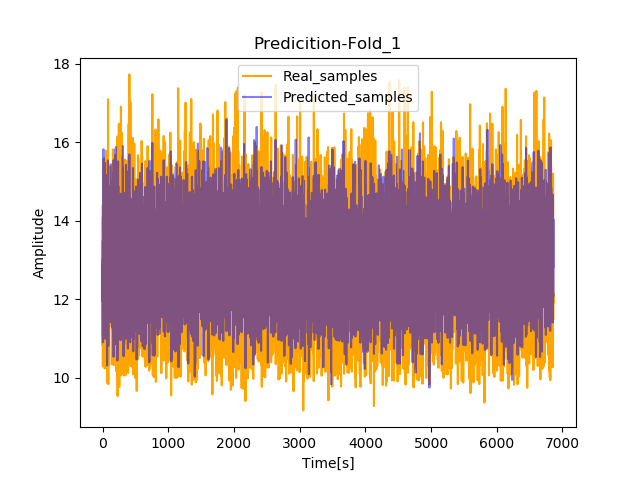 Predicition-Fold_1
Real_samples
Predicted_samples
Amplitude
18
16
14
12
10
0 1000 2000 3000 4000 5000 6000 7000
Time[s]